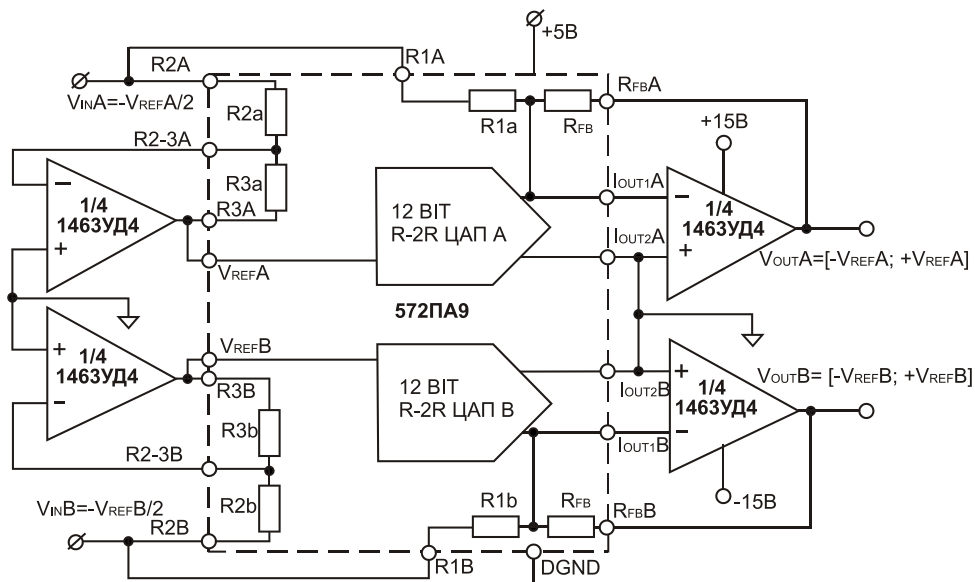 +5В
R1A
R2A
RFBA
VINA=-VREFA/2
R2a
R1a
RFB
+15В
R2-3A
R3a
1/4
1463УД4
R3A
12 BIT
R-2R ЦАП А
IOUT1A
1/4
1463УД4
IOUT2A
VREFA
VOUTA=[-VREFA; +VREFA]
572ПА9
1/4
1463УД4
VREFB
R3B
12 BIT
R-2R ЦАП В
IOUT2B
1/4
1463УД4
VOUTB= [-VREFB; +VREFB]
R3b
IOUT1B
R2-3B
VINB=-VREFB/2
R2b
R1b
RFB
RFBB
-15В
R2B
R1B
DGND